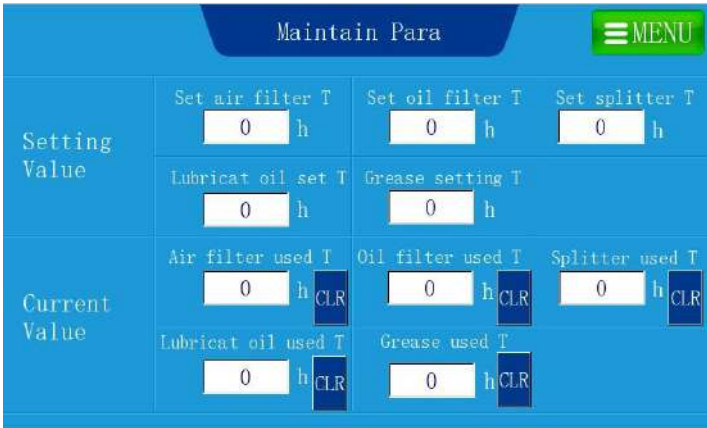 Maintain Para
MENU
Set air filter T Set oil filter T Set splitter T
0 h 0 h 0 h
Setting
Value
Lubricat oil set T Grease setting T
0 h 0 h
Air filter used T Oil filter used T Splitter used T
0 h CLR 0 h CLR 0 h CLR
Current
Value
Lubricat oil used T Grease used T
0 h CLR 0 h CLR